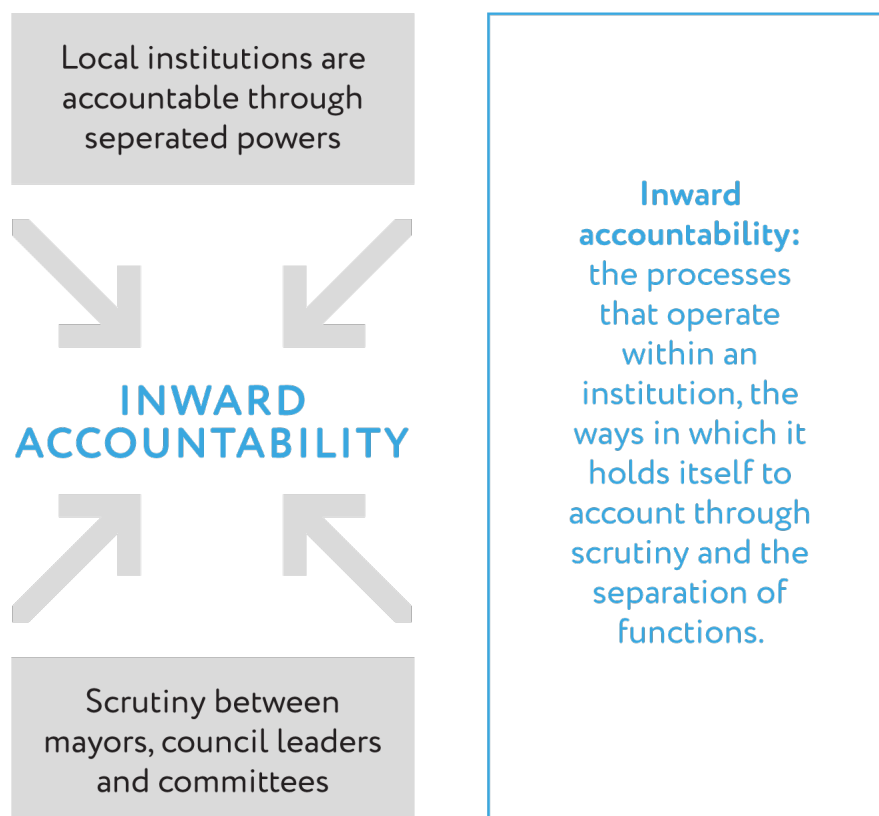 Local institutions are
accountable through
seperated powers
INWARD
ACCOUNTABILITY
Scrutiny between
mayors, council leaders
and committees
Inward
accountability:
the processes
that operate
within an
institution, the
ways in which it
holds itself to
account through
scrutiny and the
separation of
functions.